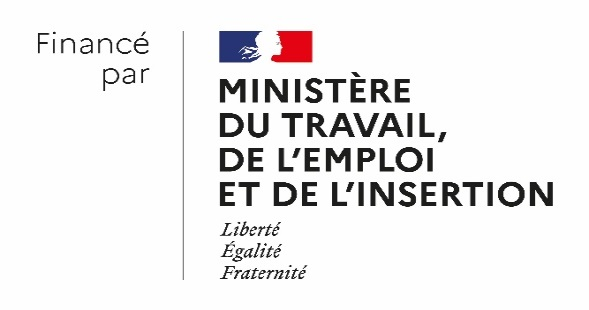 Financé
par
MINISTÈRE
DU TRAVAIL,
DE L'EMPLOI
ET DE L'INSERTION
Liberté
Égalité
Fraternité